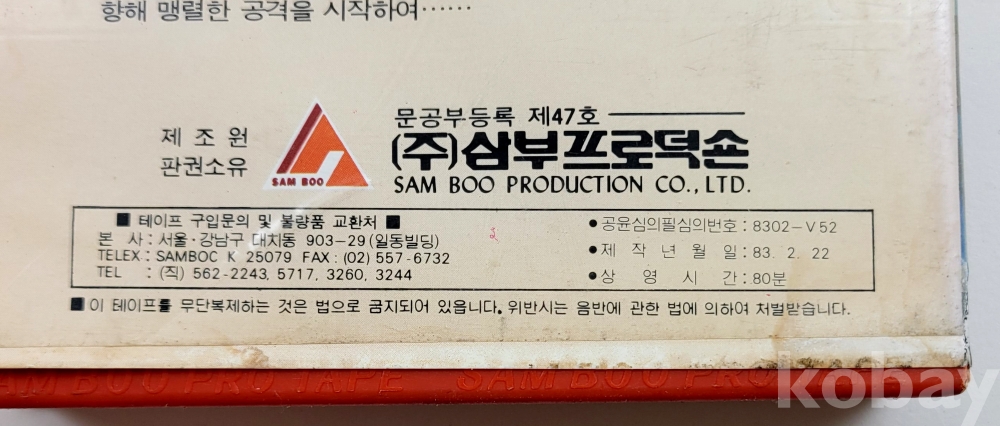 향해 맹렬한 공격을 시작하여……
문공부등록 제47호
제 조 원
판권소유
SAM BOO
(주)삼부프로덕숀
SAM BOO PRODUCTION CO., LTD.
■ 테이프 구입문의 및 불량품 교환처 ■
본 사 : 서울·강남구 대치동 903-29 (일동빌딩)
TELEX : SAMBOC K 25079 FAX : (02) 557-6732
TEL : (직) 562-2243, 5717, 3260, 3244
• 공윤심의필심의번호 : 8302-V52
• 제 작 년 월 일 : 83. 2. 22
• 상 영 시 간 : 80분
■ 이 테이프를 무단복제하는 것은 법으로 금지되어 있읍니다. 위반시는 음반에 관한 법에 의하여 처벌받습니다.
AM BOO PRO TAPE SAM BOO PRO
kobay